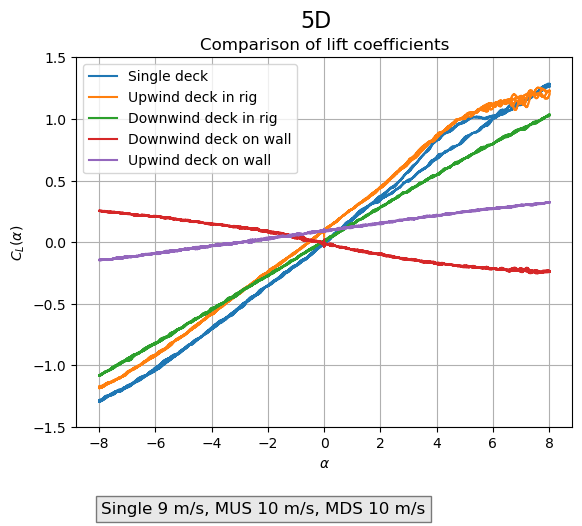 5D
Comparison of lift coefficients
Single deck
Upwind deck in rig
Downwind deck in rig
Downwind deck on wall
Upwind deck on wall
1.5
1.0
0.5
0.0
−0.5
−1.0
−1.5
C_L(α)
−8 −6 −4 −2 0 2 4 6 8
α
Single 9 m/s, MUS 10 m/s, MDS 10 m/s